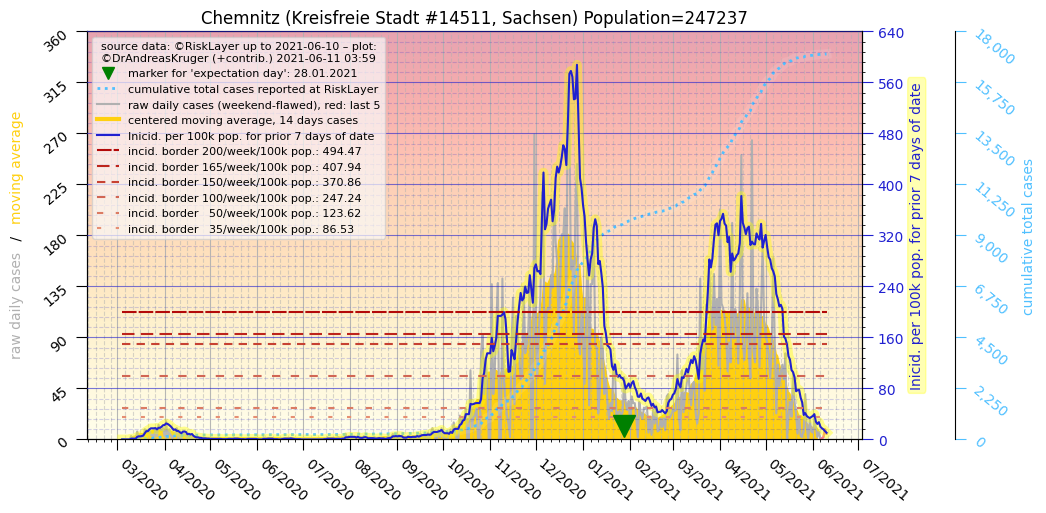 Chemnitz (Kreisfreie Stadt #14511, Sachsen) Population=247237
source data: ©RiskLayer up to 2021-06-10 – plot:
©DrAndreasKruger (+contrib.) 2021-06-11 03:59
marker for 'expectation day': 28.01.2021
cumulative total cases reported at RiskLayer
raw daily cases (weekend-flawed), red: last 5
centered moving average, 14 days cases
Inicid. per 100k pop. for prior 7 days of date
incid. border 200/week/100k pop.: 494.47
incid. border 165/week/100k pop.: 407.94
incid. border 150/week/100k pop.: 370.86
incid. border 100/week/100k pop.: 247.24
incid. border 50/week/100k pop.: 123.62
incid. border 35/week/100k pop.: 86.53
raw daily cases / moving average
360
315
270
225
180
135
90
45
0
640
560
480
400
320
240
160
80
0
Inicid. per 100k pop. for prior 7 days of date
18,000
15,750
13,500
11,250
9,000
6,750
4,500
2,250
0
cumulative total cases
03/2020
04/2020
05/2020
06/2020
07/2020
08/2020
09/2020
10/2020
11/2020
12/2020
01/2021
02/2021
03/2021
04/2021
05/2021
06/2021
07/2021